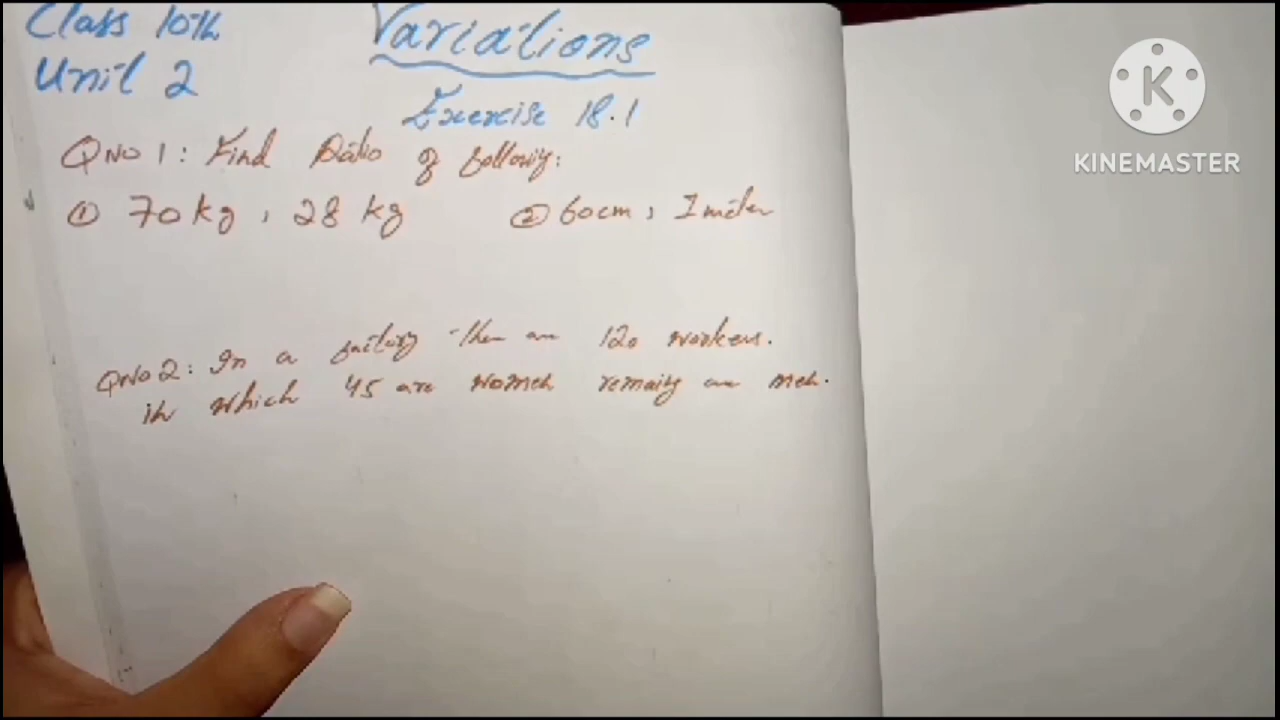 Class 10th
Variations
Unit 2
Exercise 18.1
QNO 1: Find Ratio of following:
① 70kg, 28 kg ② 60cm, 1 meter
QNO 2: In a factory there are 120 workers.
in which 45 are women remaining are men.
KINEMASTER